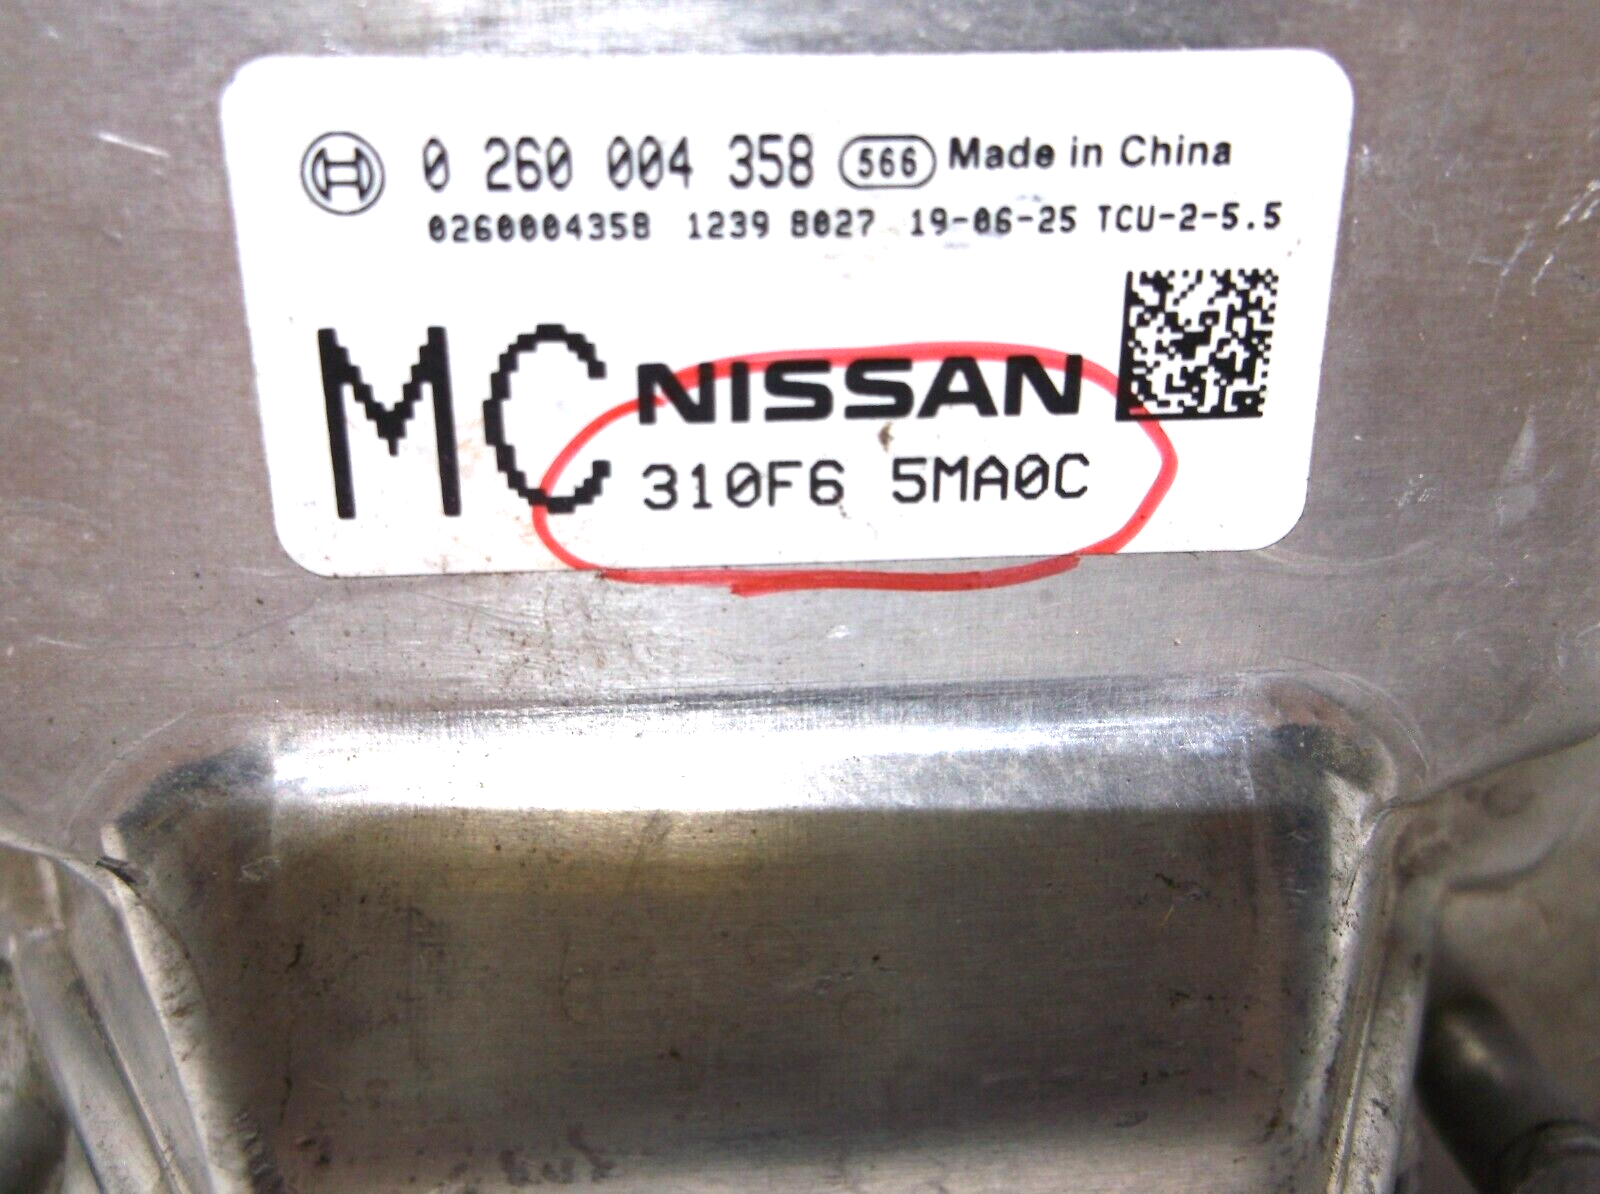 0 260 004 358 566 Made in China
0260004358 1239 8027 19-06-25 TCU-2-5.5
MC NISSAN
310F6 5MA0C